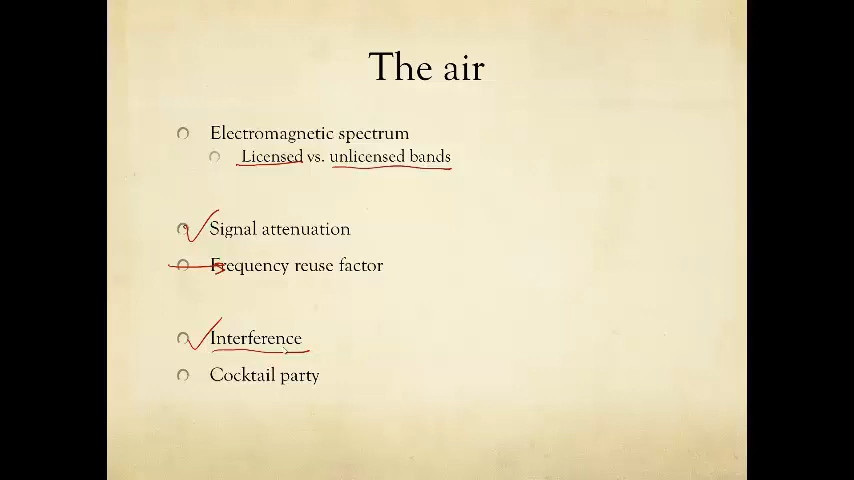 The air
Electromagnetic spectrum
Licensed vs. unlicensed bands
Signal attenuation
Frequency reuse factor
Interference
Cocktail party